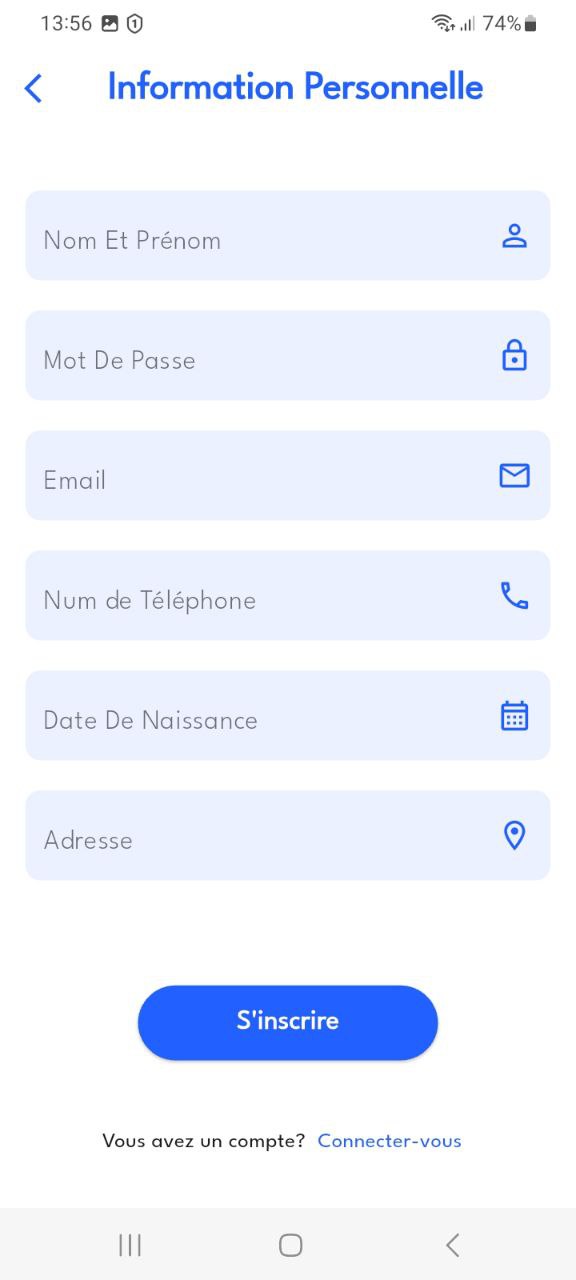 13:56 74%
Information Personnelle
Nom Et Prénom
Mot De Passe
Email
Num de Téléphone
Date De Naissance
Adresse
S'inscrire
Vous avez un compte? Connecter-vous